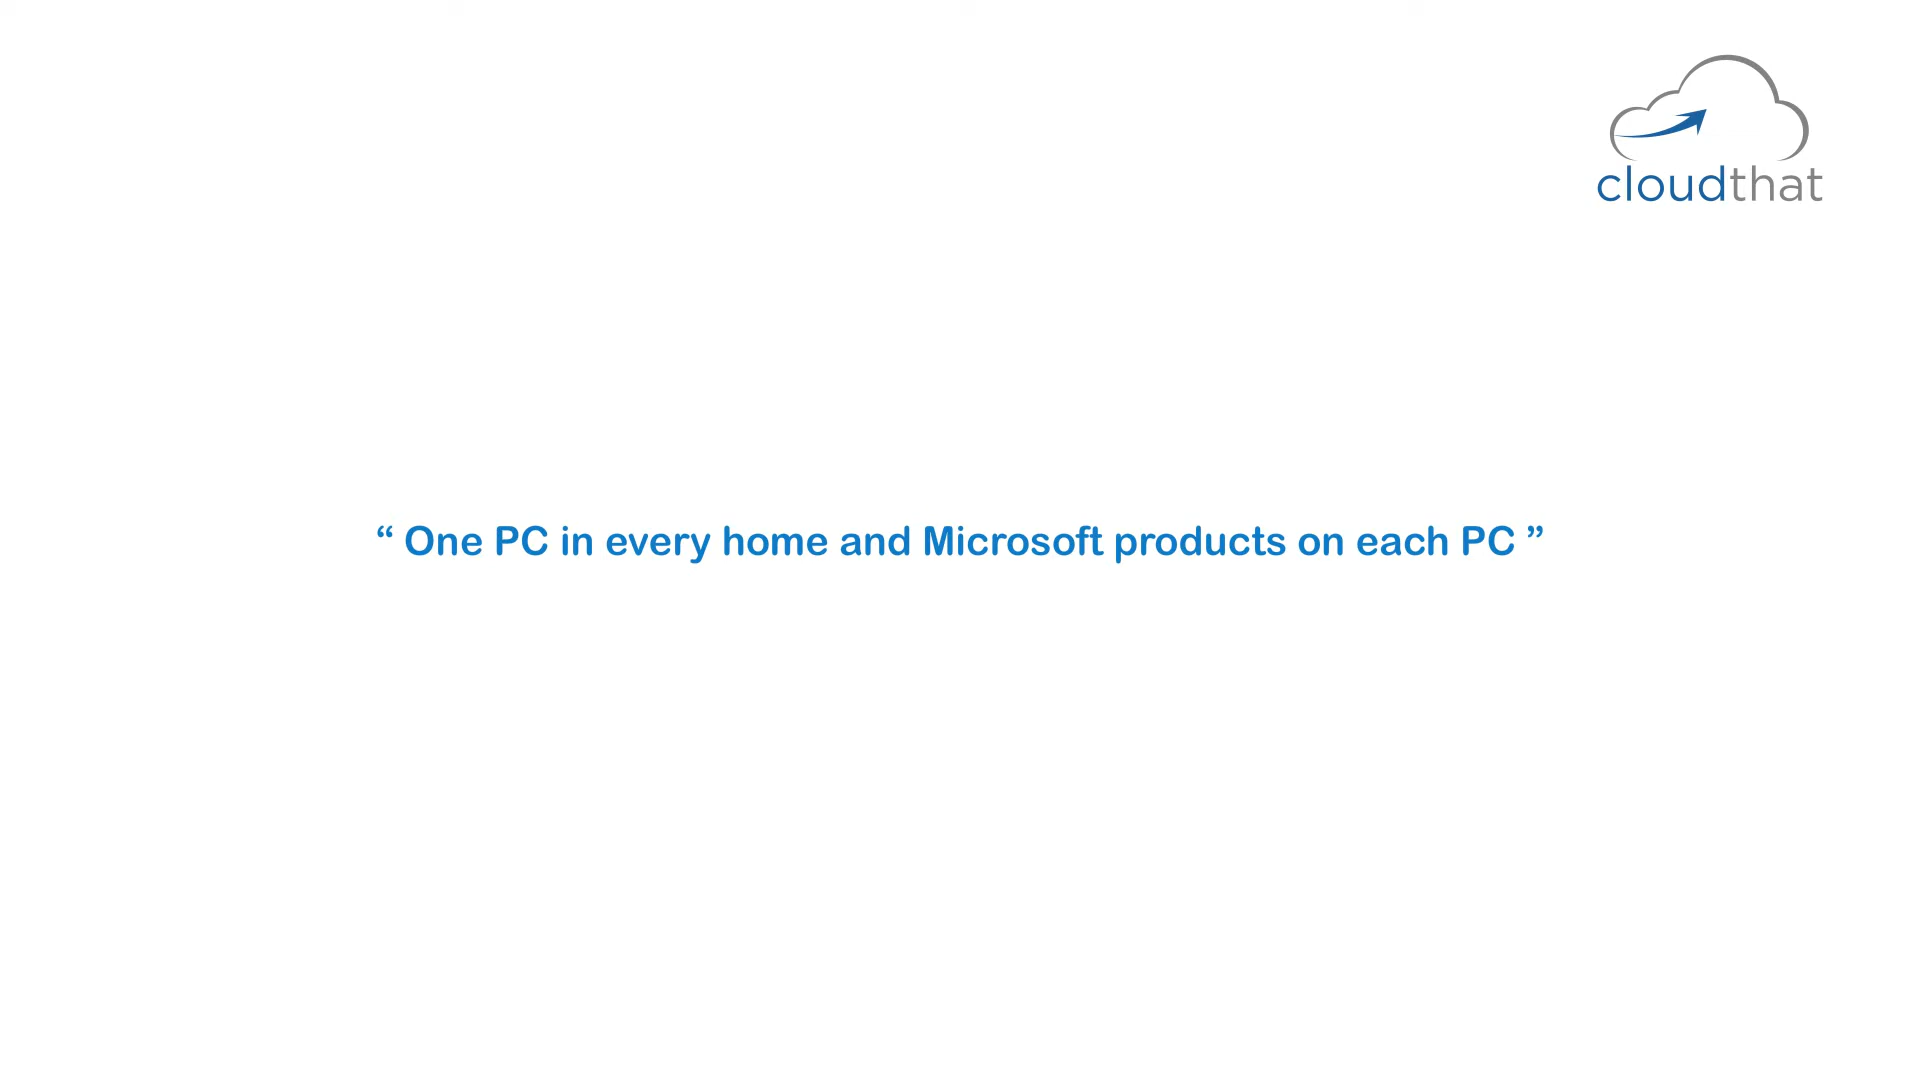 cloudthat
“ One PC in every home and Microsoft products on each PC ”